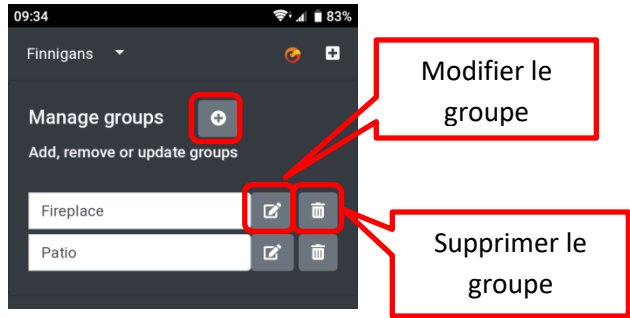 09:34 83%
Finnigans
Manage groups
Add, remove or update groups
Fireplace
Patio
Modifier le
groupe
Supprimer le
groupe